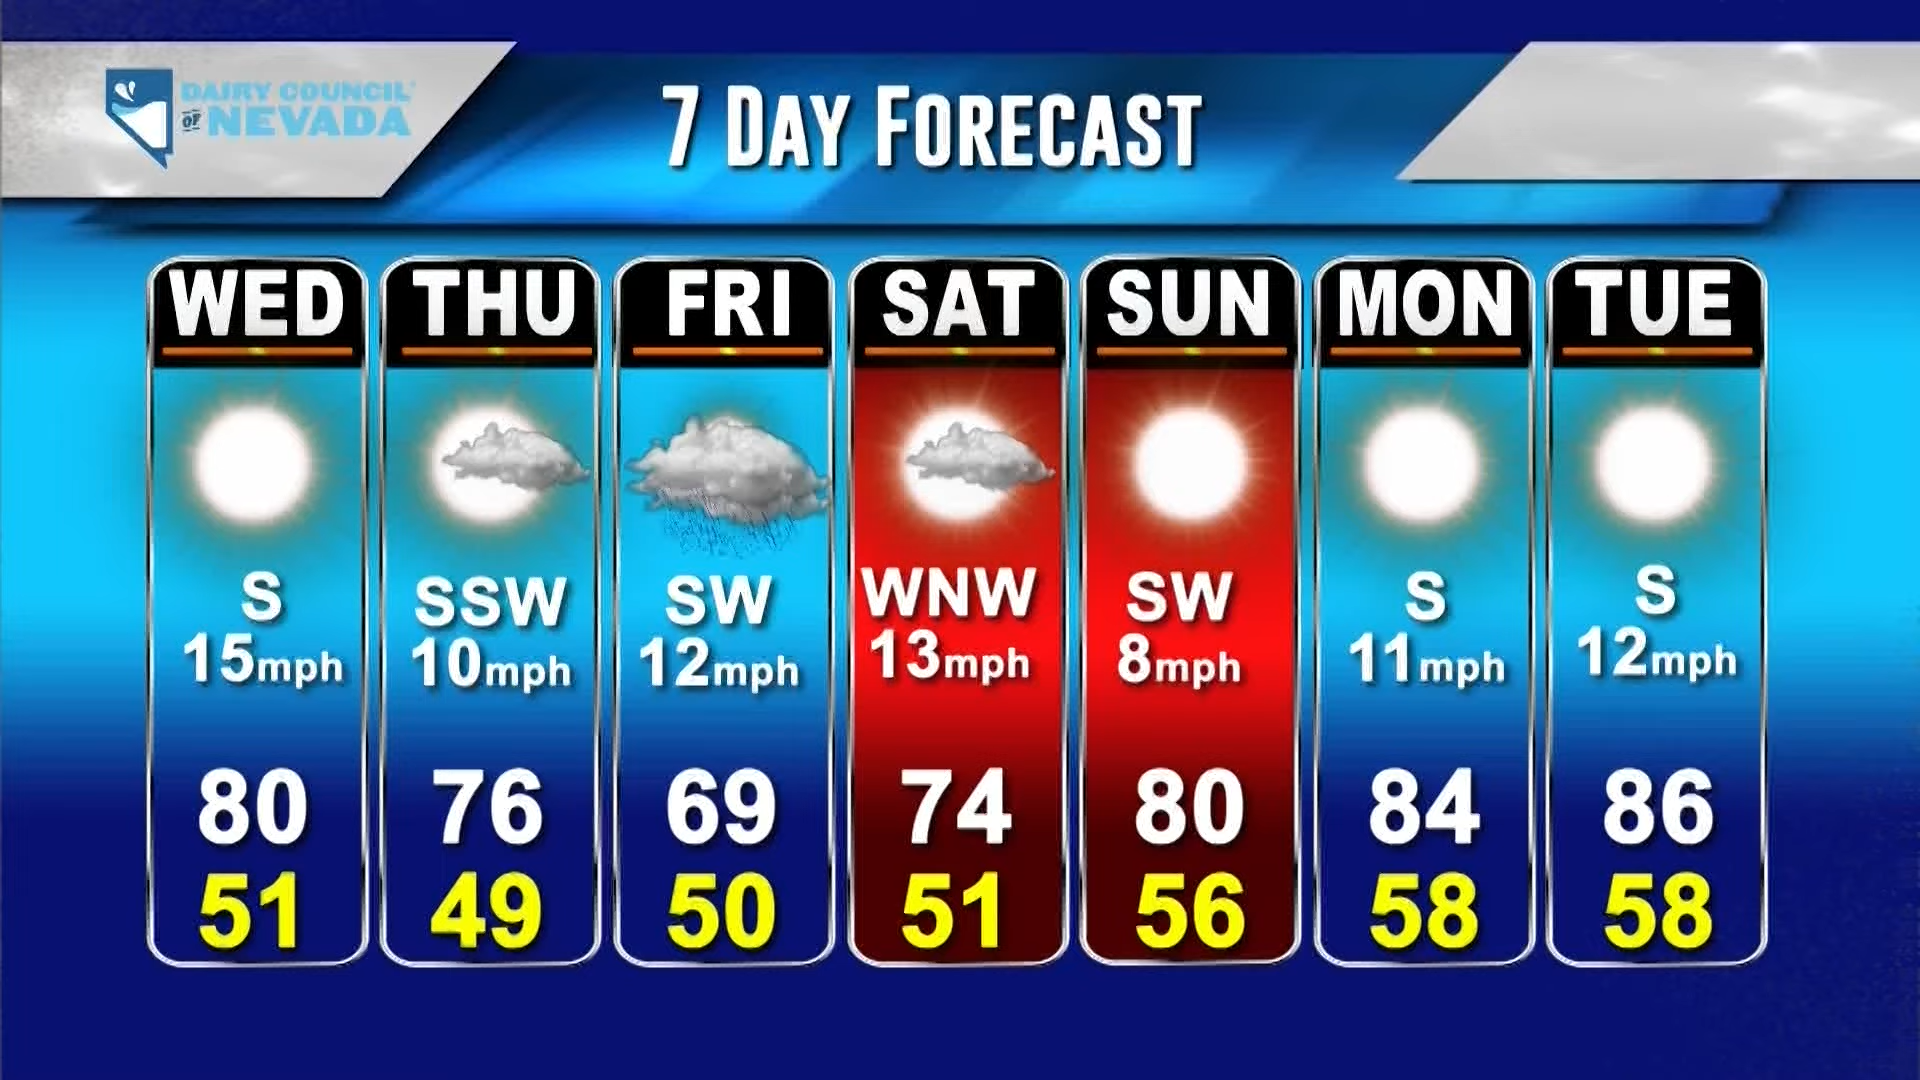 DAIRY COUNCIL
OF NEVADA
7 DAY FORECAST
WED THU FRI SAT SUN MON TUE
S SSW SW WNW SW S S
15mph 10mph 12mph 13mph 8mph 11mph 12mph
80 76 69 74 80 84 86
51 49 50 51 56 58 58